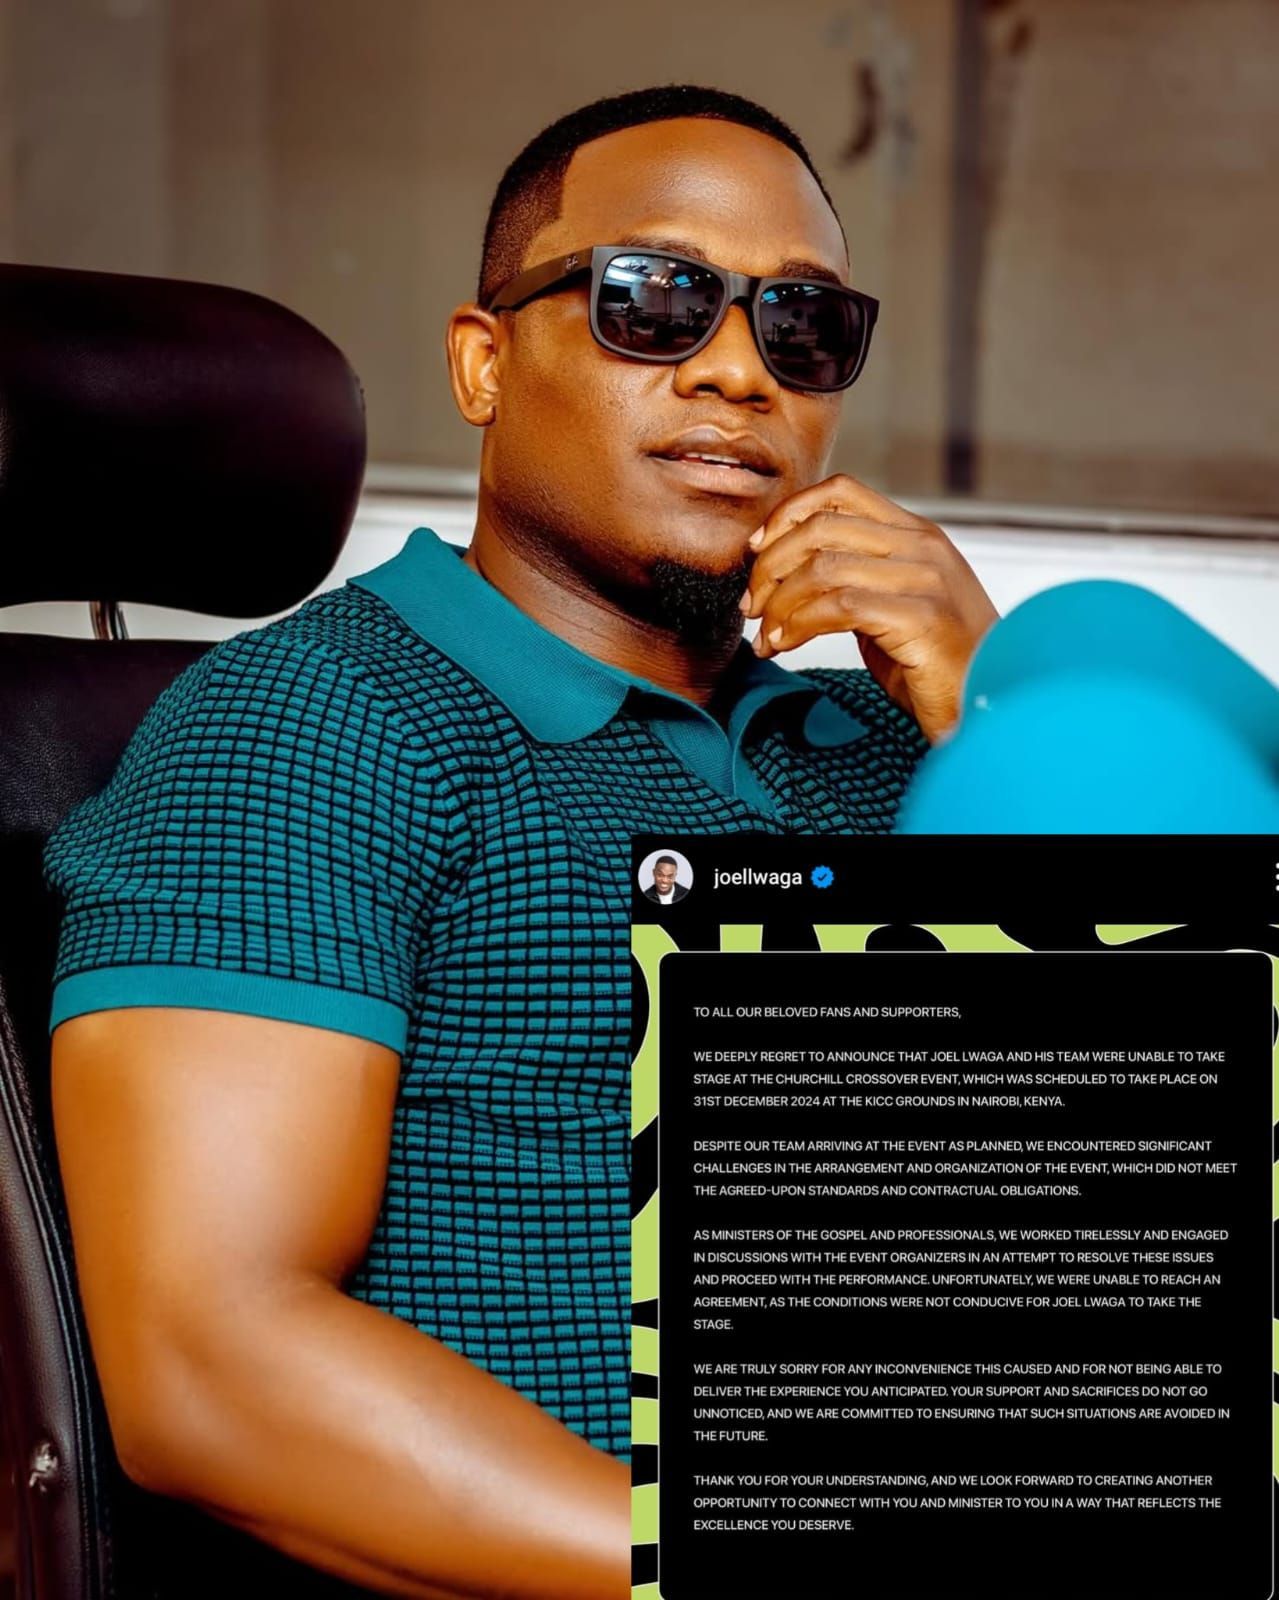 Ray-Ban
joellwaga
TO ALL OUR BELOVED FANS AND SUPPORTERS,
WE DEEPLY REGRET TO ANNOUNCE THAT JOEL LWAGA AND HIS TEAM WERE UNABLE TO TAKE
STAGE AT THE CHURCHILL CROSSOVER EVENT, WHICH WAS SCHEDULED TO TAKE PLACE ON
31ST DECEMBER 2024 AT THE KICC GROUNDS IN NAIROBI, KENYA.
DESPITE OUR TEAM ARRIVING AT THE EVENT AS PLANNED, WE ENCOUNTERED SIGNIFICANT
CHALLENGES IN THE ARRANGEMENT AND ORGANIZATION OF THE EVENT, WHICH DID NOT MEET
THE AGREED-UPON STANDARDS AND CONTRACTUAL OBLIGATIONS.
AS MINISTERS OF THE GOSPEL AND PROFESSIONALS, WE WORKED TIRELESSLY AND ENGAGED
IN DISCUSSIONS WITH THE EVENT ORGANIZERS IN AN ATTEMPT TO RESOLVE THESE ISSUES
AND PROCEED WITH THE PERFORMANCE. UNFORTUNATELY, WE WERE UNABLE TO REACH AN
AGREEMENT, AS THE CONDITIONS WERE NOT CONDUCIVE FOR JOEL LWAGA TO TAKE THE
STAGE.
WE ARE TRULY SORRY FOR ANY INCONVENIENCE THIS CAUSED AND FOR NOT BEING ABLE TO
DELIVER THE EXPERIENCE YOU ANTICIPATED. YOUR SUPPORT AND SACRIFICES DO NOT GO
UNNOTICED, AND WE ARE COMMITTED TO ENSURING THAT SUCH SITUATIONS ARE AVOIDED IN
THE FUTURE.
THANK YOU FOR YOUR UNDERSTANDING, AND WE LOOK FORWARD TO CREATING ANOTHER
OPPORTUNITY TO CONNECT WITH YOU AND MINISTER TO YOU IN A WAY THAT REFLECTS THE
EXCELLENCE YOU DESERVE.